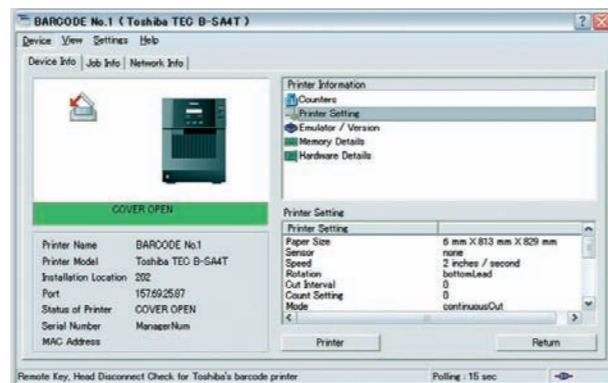 BARCODE No.1 ( Toshiba TEC B-SA4T )
Device View Settings Help
Device Info Job Info Network Info
COVER OPEN
Printer Name BARCODE No.1
Printer Model Toshiba TEC B-SA4T
Installation Location 202
Port 157.69.25.87
Status of Printer COVER OPEN
Serial Number ManagerNum
MAC Address
Printer Information
Counters
Printer Setting
Emulator / Version
Memory Details
Hardware Details
Printer Setting
Printer Setting
Paper Size 6 mm X 813 mm X 829 mm
Sensor none
Speed 2 inches / second
Rotation bottomLead
Cut Interval 0
Count Setting 0
Mode continuousCut
Printer Return
Remote Key, Head Disconnect Check for Toshiba's barcode printer Polling : 15 sec